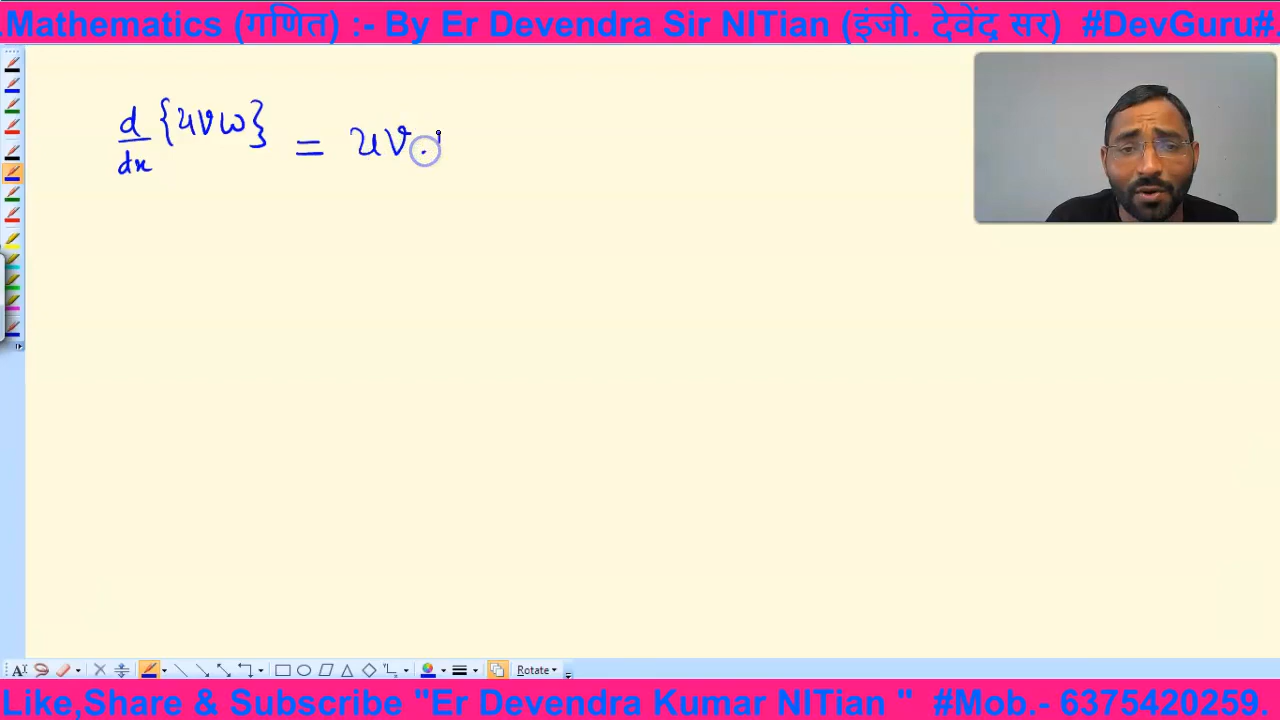 .Mathematics (गणित) :- By Er Devendra Sir NITian (इंजी. देवेंद्र सर) #DevGuru#.
d/dx {uvw} = uv.
A
Rotate
Like,Share & Subscribe "Er Devendra Kumar NITian " #Mob.- 6375420259.